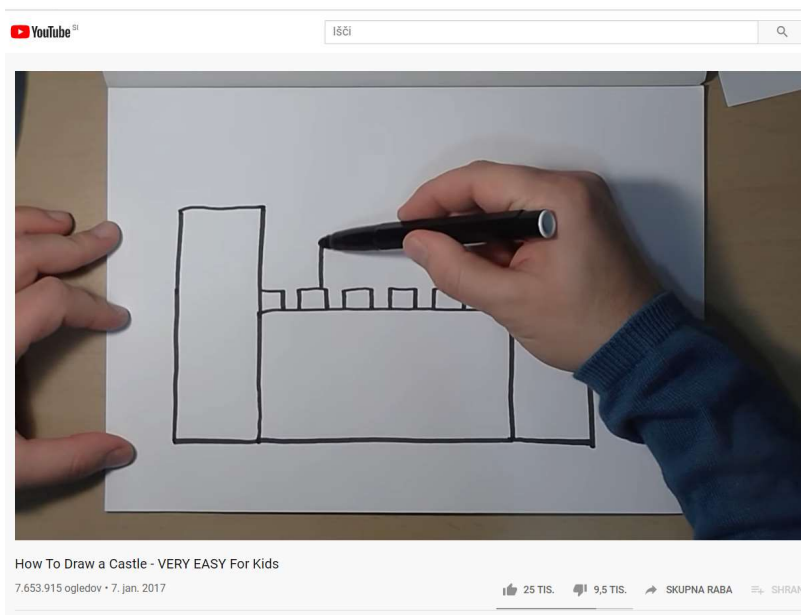 YouTube SI
Išči
How To Draw a Castle - VERY EASY For Kids
7.653.915 ogledov • 7. jan. 2017
25 TIS. 9,5 TIS. SKUPNA RABA SHRAN